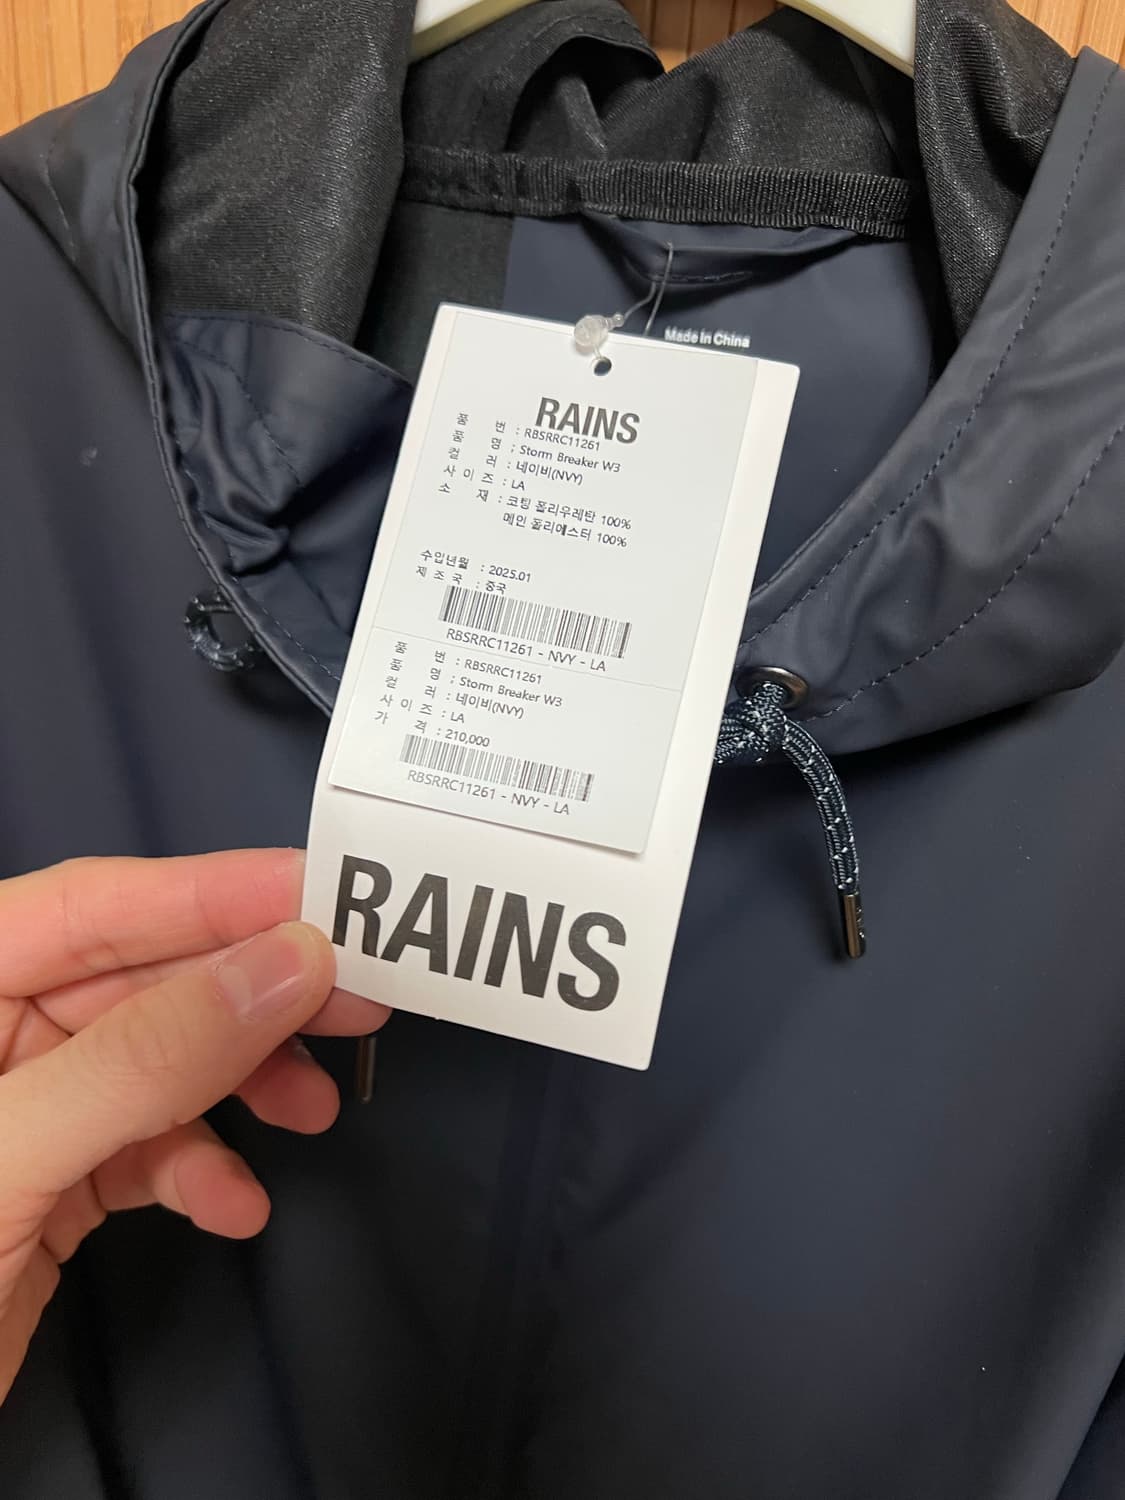 Made in China
RAINS
품 번 : RBSRRC11261
품 명 : Storm Breaker W3
컬 러 : 네이비(NVY)
사 이 즈 : LA
소 재 : 코팅 폴리우레탄 100%
메인 폴리에스터 100%
수입년월 : 2025.01
제 조 국 : 중국
RBSRRC11261 - NVY - LA
품 번 : RBSRRC11261
품 명 : Storm Breaker W3
컬 러 : 네이비(NVY)
사 이 즈 : LA
가 격 : 210,000
RBSRRC11261 - NVY - LA
RAINS